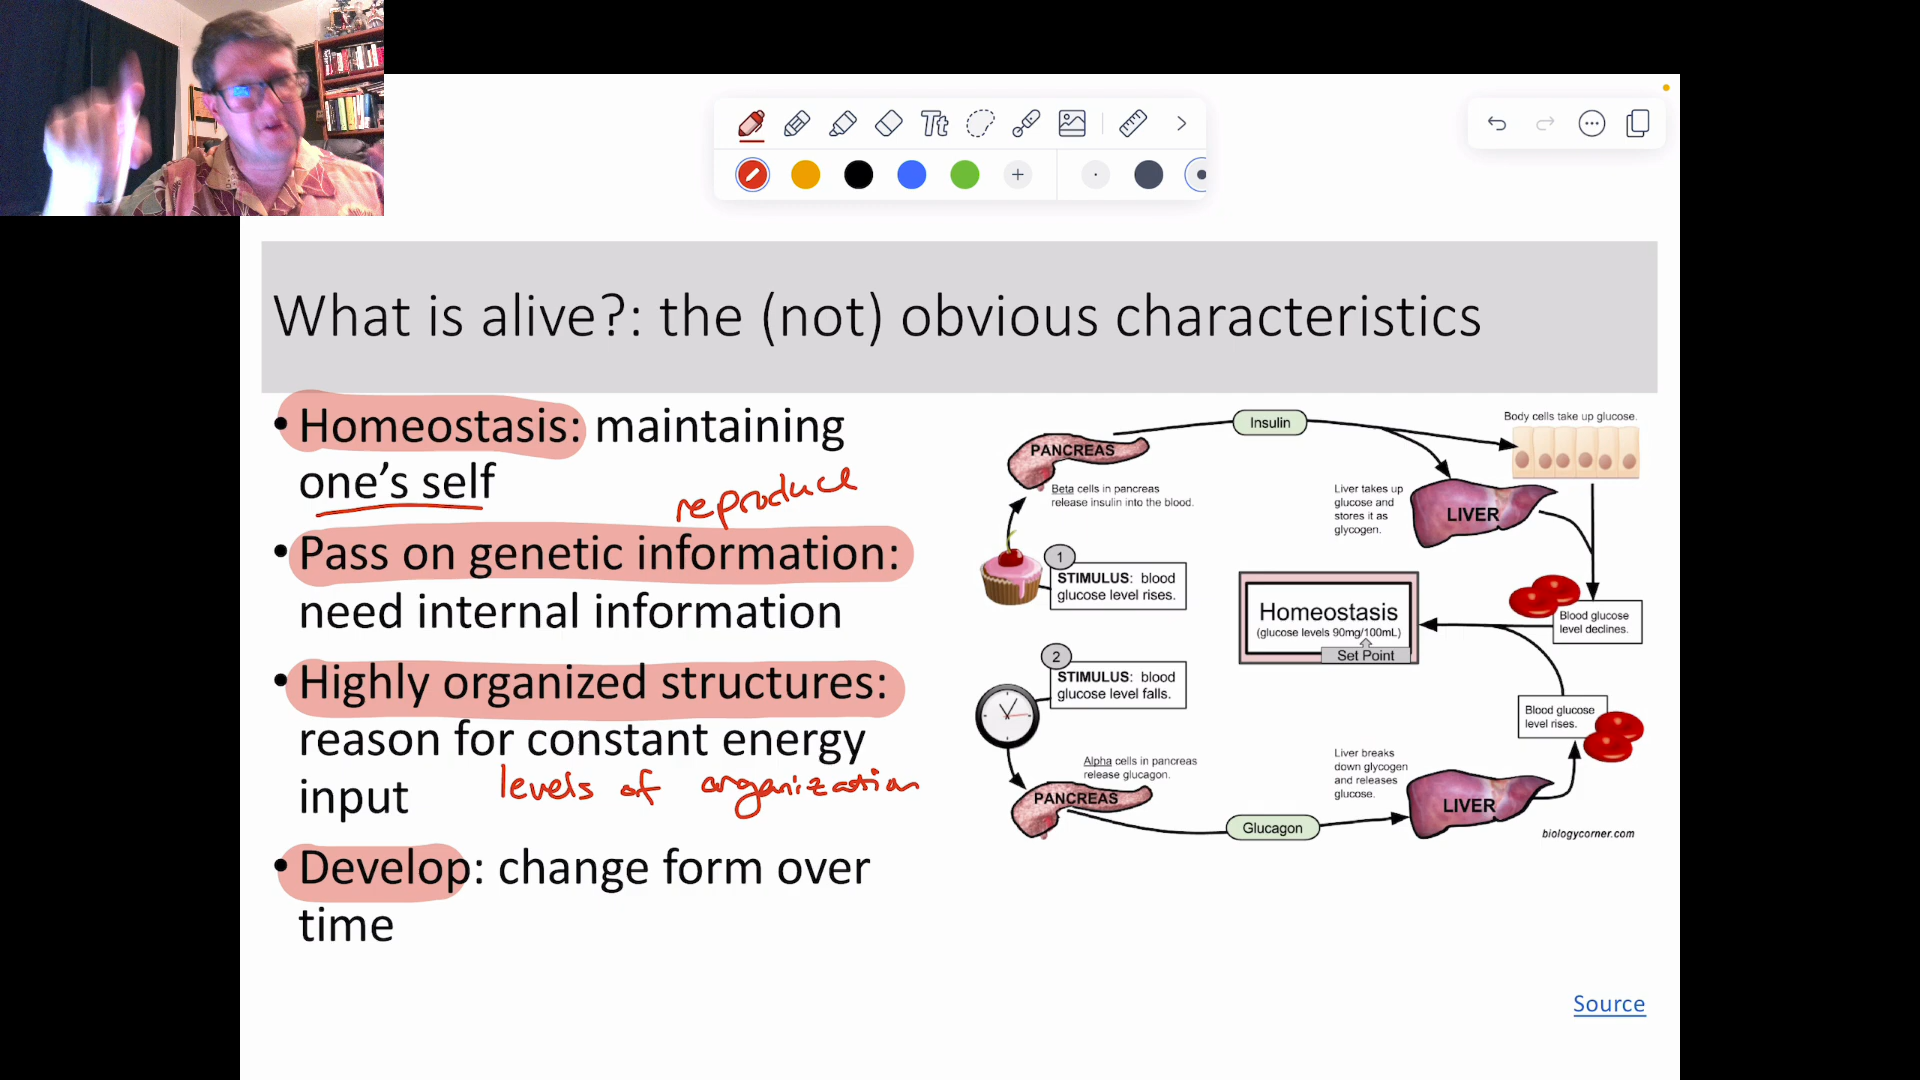 Tt
What is alive?: the (not) obvious characteristics
• Homeostasis: maintaining
one's self
reproduce
• Pass on genetic information:
need internal information
• Highly organized structures:
reason for constant energy
input
levels of organization
• Develop: change form over
time
Insulin
Body cells take up glucose.
PANCREAS
Beta cells in pancreas
release insulin into the blood.
Liver takes up
glucose and
stores it as
glycogen.
LIVER
1
STIMULUS: blood
glucose level rises.
Homeostasis
(glucose levels 90mg/100mL)
Set Point
Blood glucose
level declines.
2
STIMULUS: blood
glucose level falls.
Blood glucose
level rises.
Alpha cells in pancreas
release glucagon.
PANCREAS
Liver breaks
down glycogen
and releases
glucose.
LIVER
Glucagon
biologycorner.com
Source